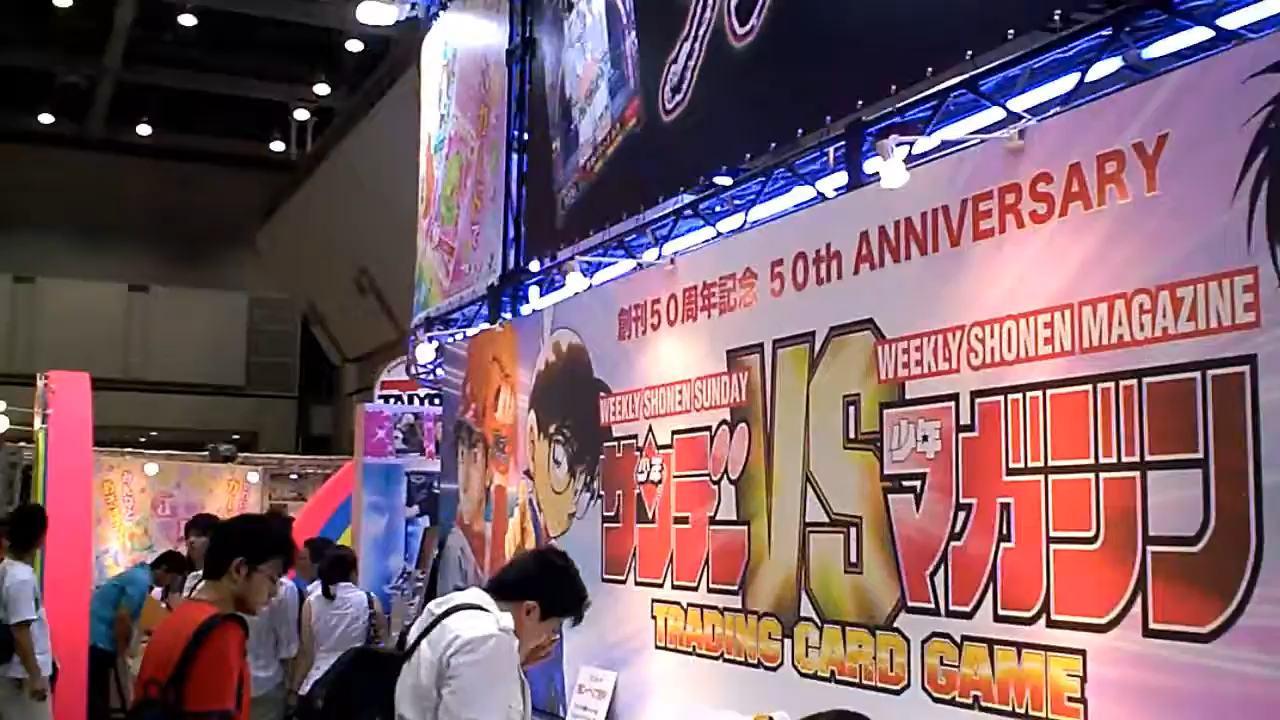 創刊50周年記念 50th ANNIVERSARY
WEEKLY SHONEN SUNDAY
少年
サンデー
VS
WEEKLY SHONEN MAGAZINE
少年
マガジン
TRADING CARD GAME
TAIYO